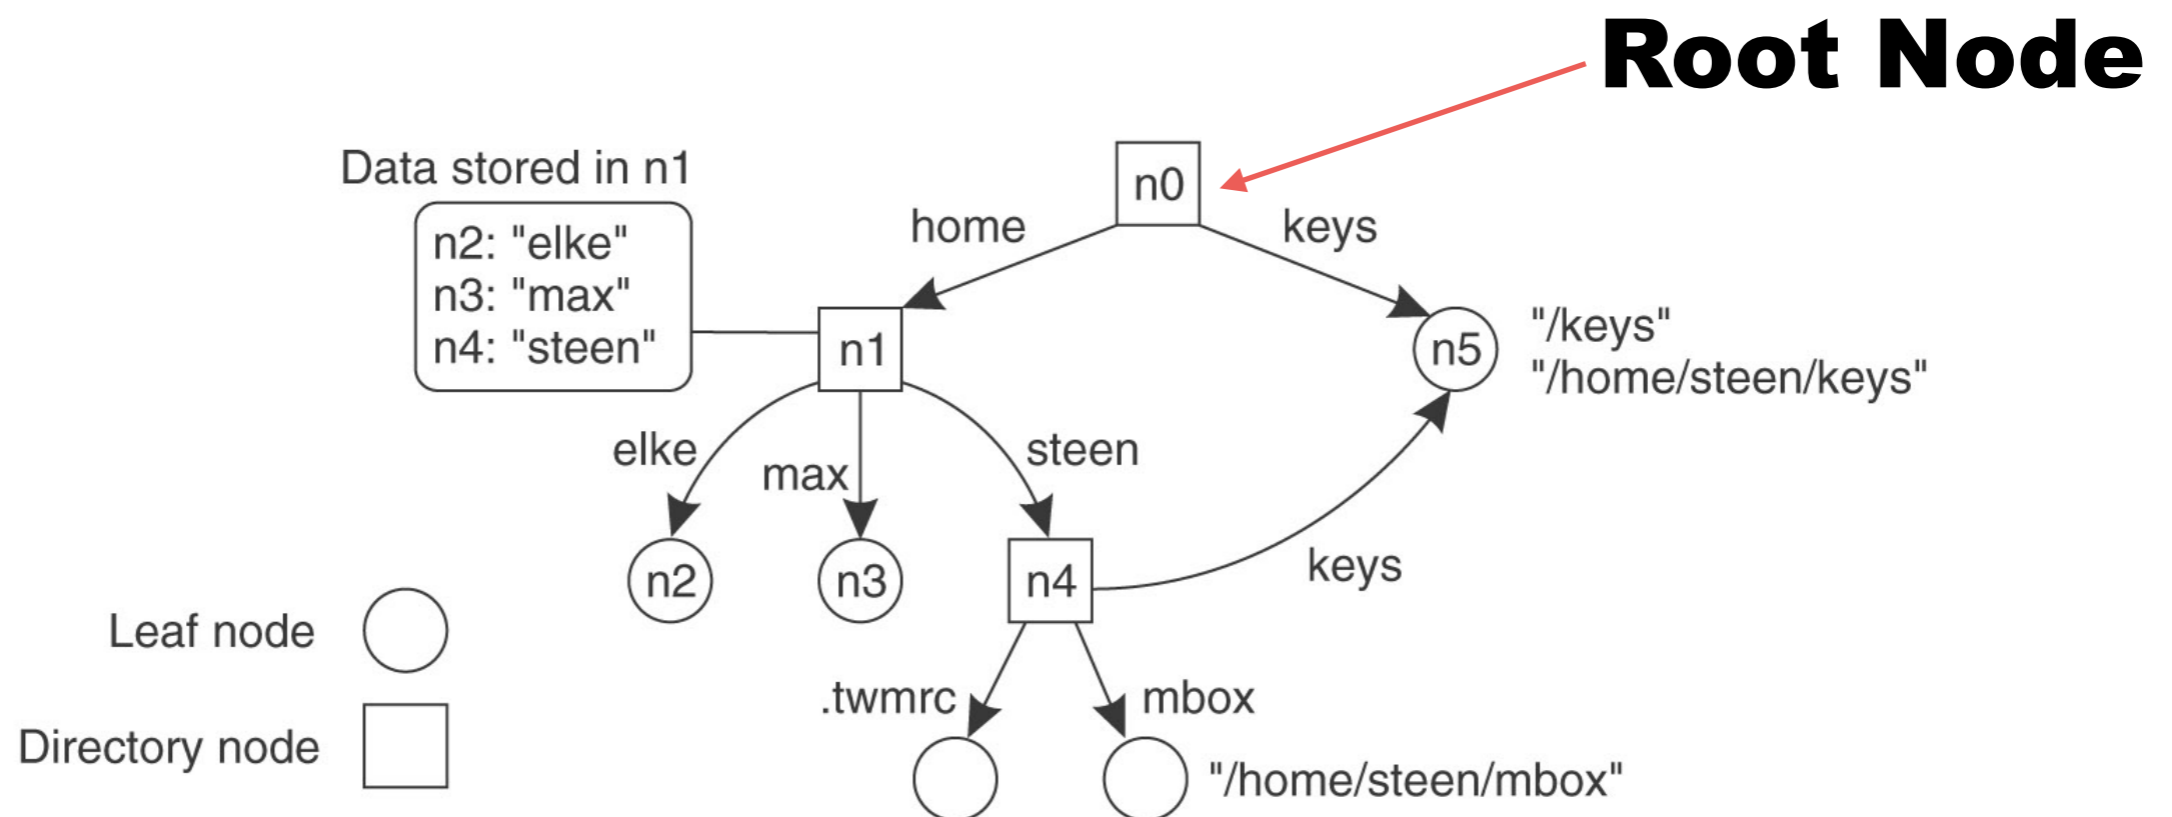 Root Node
Data stored in n1
n0
home
keys
n2: "elke"
n3: "max"
n4: "steen"
n1
n5
"/keys"
"/home/steen/keys"
elke
max
steen
n2
n3
n4
keys
Leaf node
.twmrc
mbox
Directory node
"/home/steen/mbox"